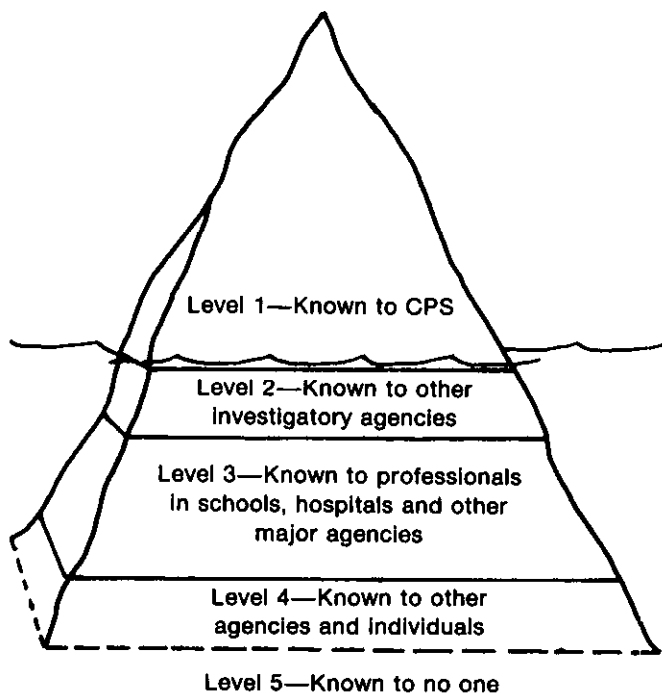 Level 1—Known to CPS
Level 2—Known to other
investigatory agencies
Level 3—Known to professionals
in schools, hospitals and other
major agencies
Level 4—Known to other
agencies and individuals
Level 5—Known to no one